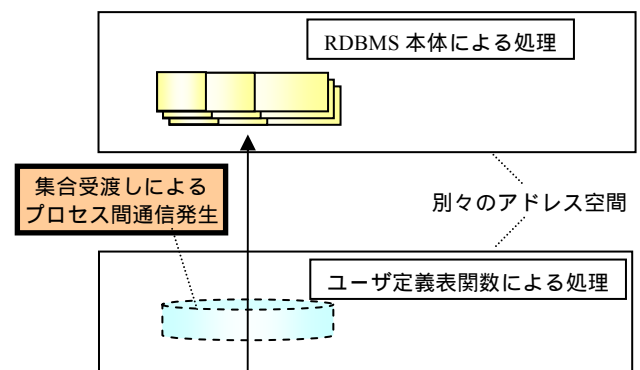 RDBMS 本体による処理
集合受渡しによる
プロセス間通信発生
別々のアドレス空間
ユーザ定義表関数による処理